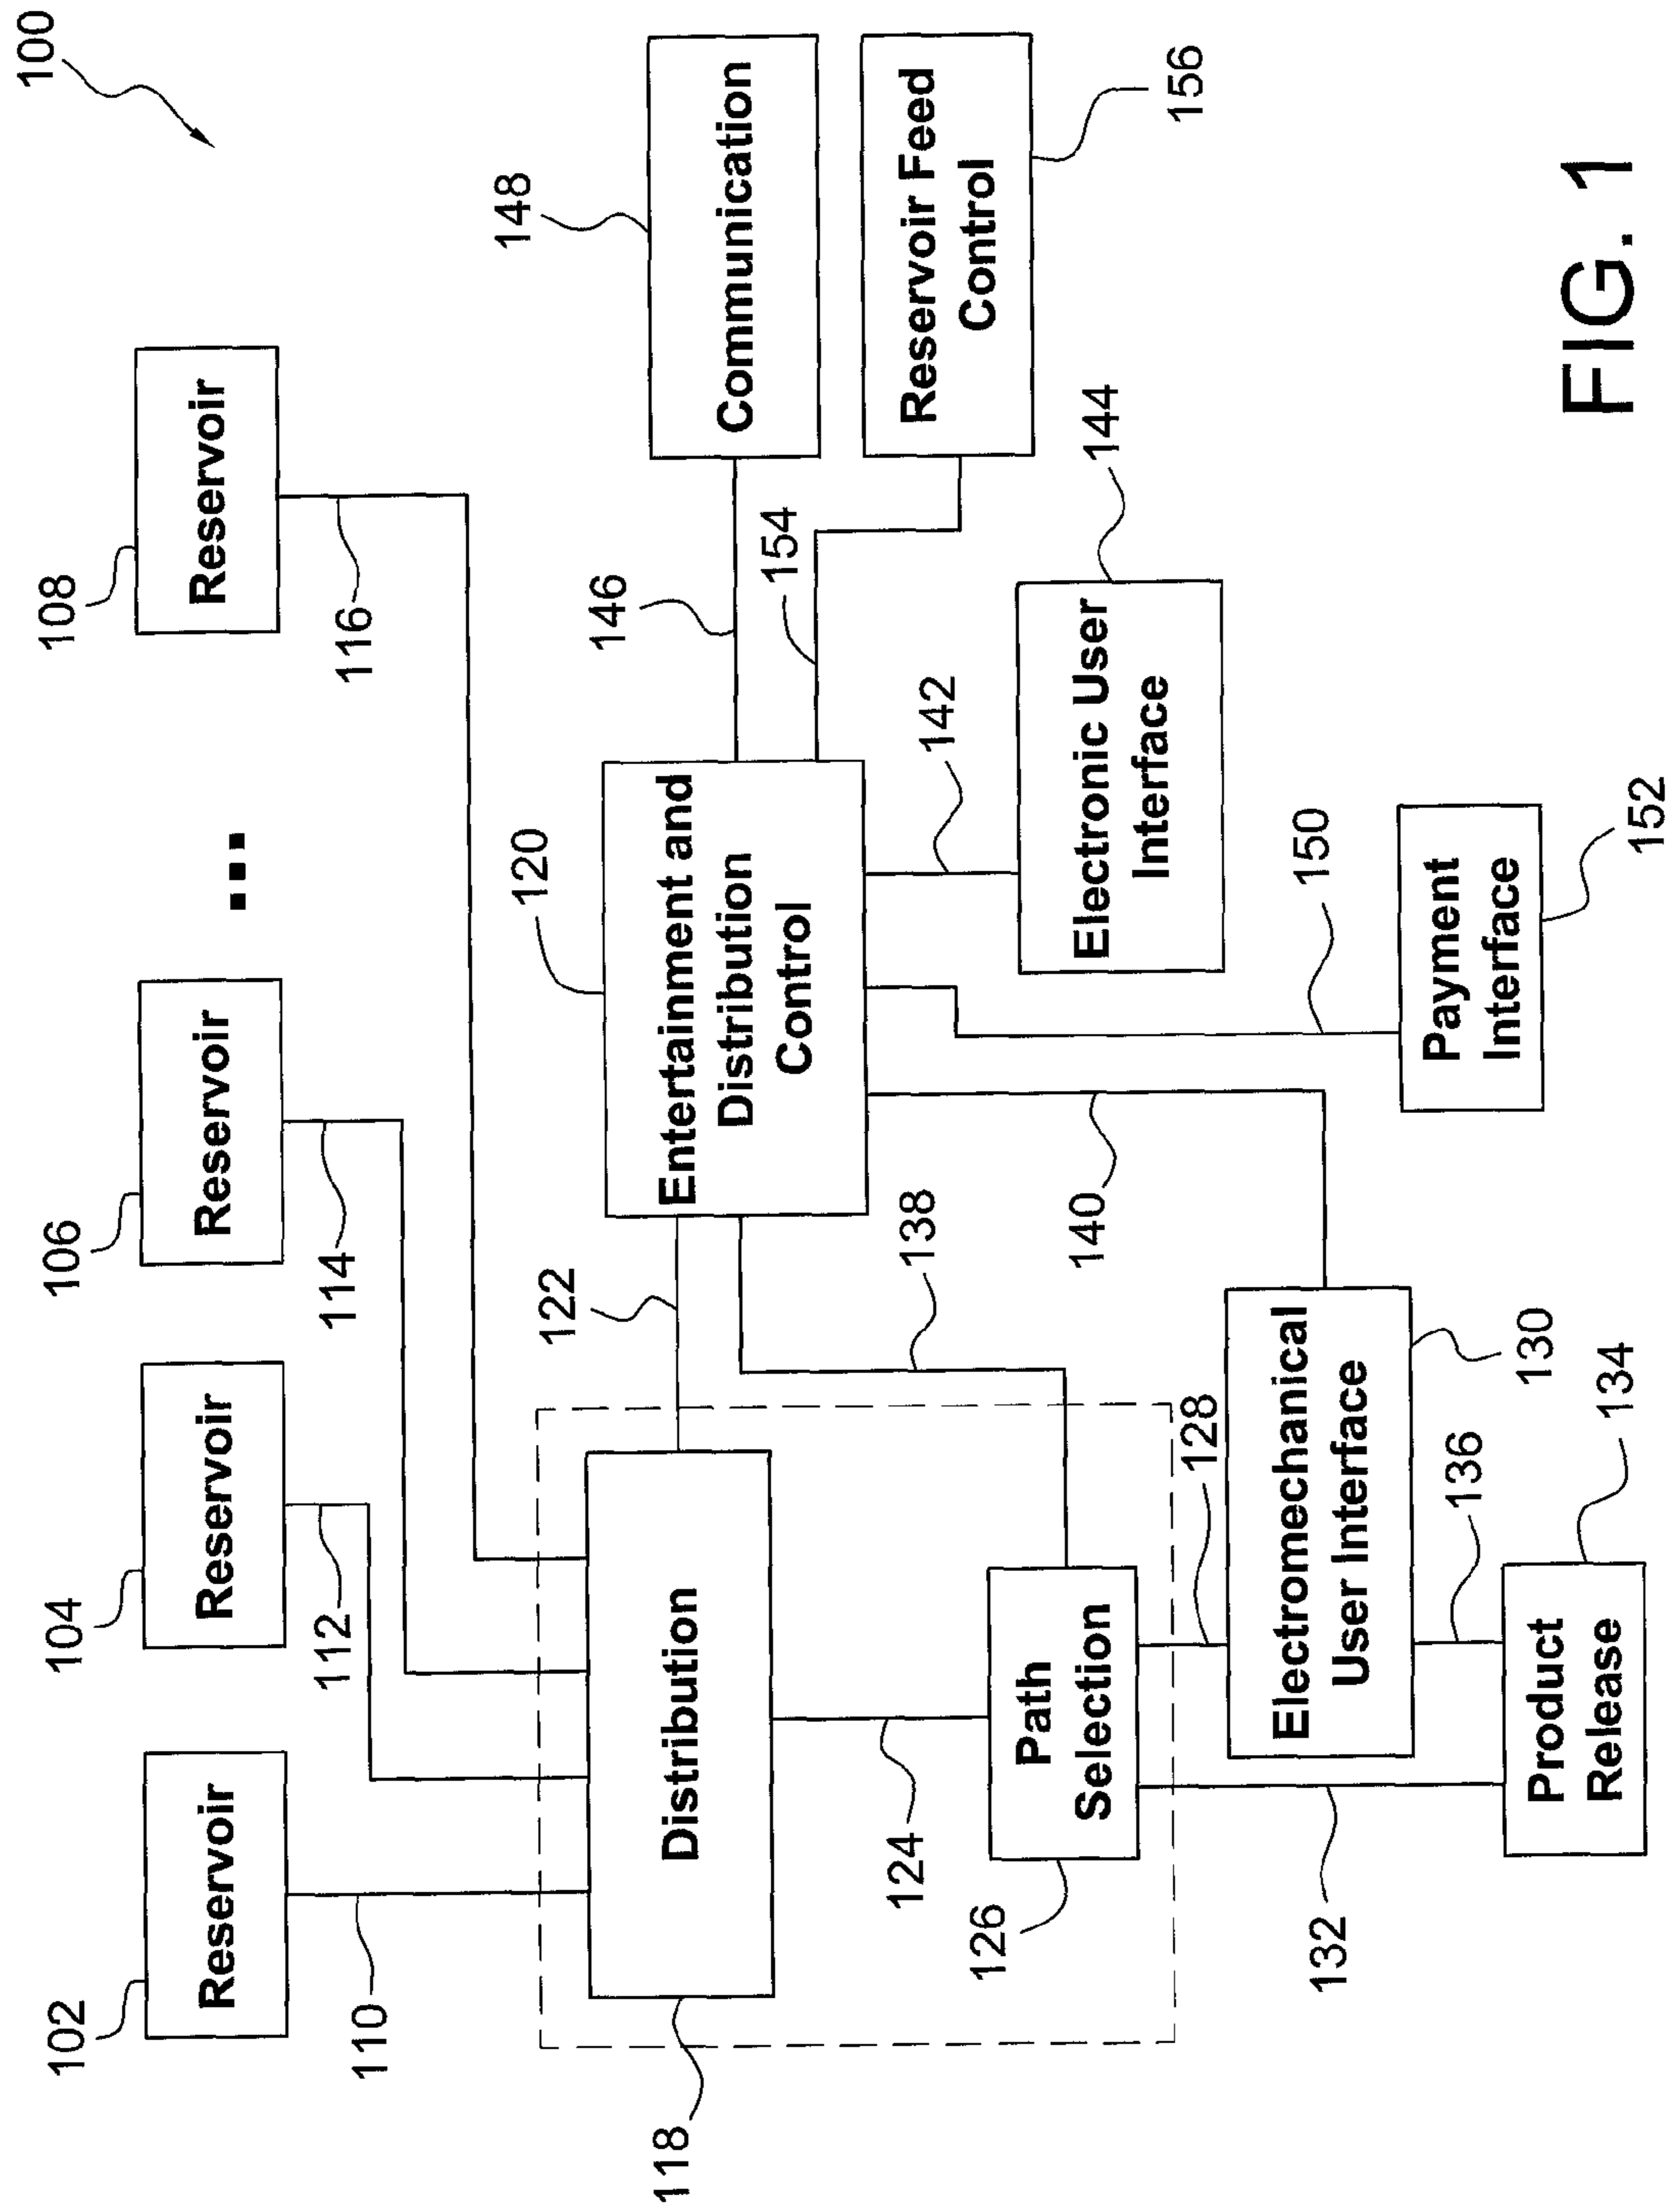 100
108
106
104
102
Reservoir
Reservoir
Reservoir
Reservoir
110
112
114
116
118
Distribution
122
120
Entertainment and
Distribution
Control
146
148
Communication
154
Reservoir Feed
Control
156
124
126
Path
Selection
138
142
144
Electronic User
Interface
128
132
Electromechanical
User Interface
130
140
150
Payment
Interface
152
136
Product
Release
134
FIG. 1